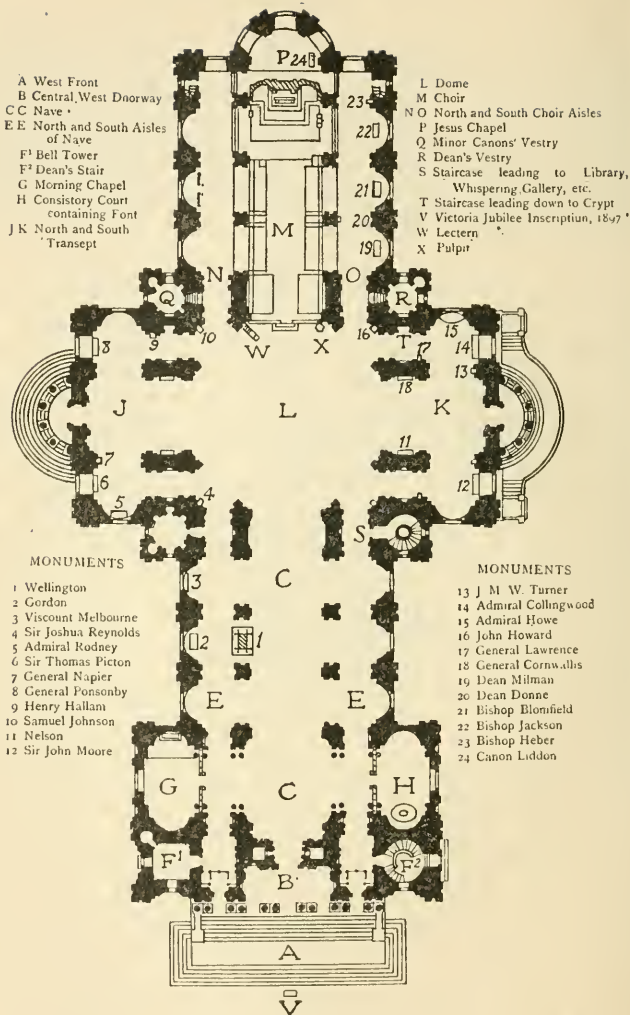 A West Front
B Central West Doorway
C C Nave
E E North and South Aisles
of Nave
F¹ Bell Tower
F² Dean's Stair
G Morning Chapel
H Consistory Court
containing Font
J K North and South
Transept
L Dome
M Choir
N O North and South Choir Aisles
P Jesus Chapel
Q Minor Canons' Vestry
R Dean's Vestry
S Staircase leading to Library,
Whispering Gallery, etc.
T Staircase leading down to Crypt
V Victoria Jubilee Inscription, 1897
W Lectern
X Pulpit
P 24
23
22
21
M
20
19
N
O
Q
R
9
10
W
X
16
T
15
8
17
14
13
18
J
L
K
7
11
6
12
5
4
S
C
3
2
1
E
E
G
C
H
F¹
B
F²
A
V
MONUMENTS
1 Wellington
2 Gordon
3 Viscount Melbourne
4 Sir Joshua Reynolds
5 Admiral Rodney
6 Sir Thomas Picton
7 General Napier
8 General Ponsonby
9 Henry Hallam
10 Samuel Johnson
11 Nelson
12 Sir John Moore
MONUMENTS
13 J M W. Turner
14 Admiral Collingwood
15 Admiral Howe
16 John Howard
17 General Lawrence
18 General Cornwallis
19 Dean Milman
20 Dean Donne
21 Bishop Blomfield
22 Bishop Jackson
23 Bishop Heber
24 Canon Liddon